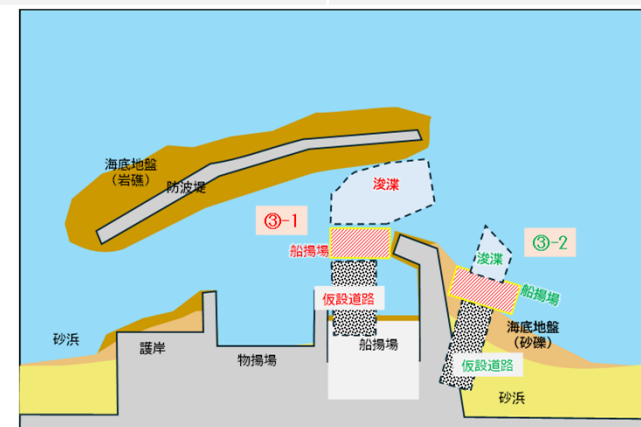 海底地盤
(岩礁)
防波堤
浚渫
③-1
船揚場
③-2
浚渫
船揚場
仮設道路
海底地盤
(砂礫)
砂浜
護岸
物揚場
船揚場
仮設道路
砂浜